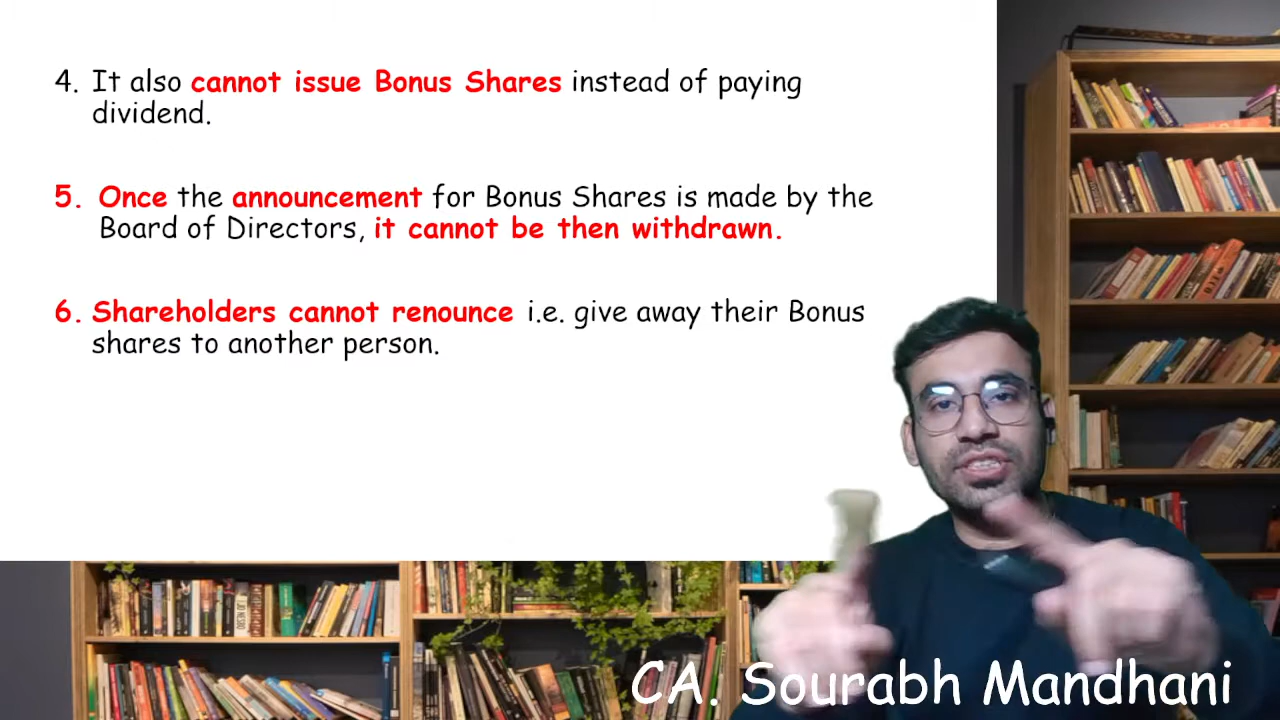 4. It also cannot issue Bonus Shares instead of paying
dividend.
5. Once the announcement for Bonus Shares is made by the
Board of Directors, it cannot be then withdrawn.
6. Shareholders cannot renounce i.e. give away their Bonus
shares to another person.
CA. Sourabh Mandhani